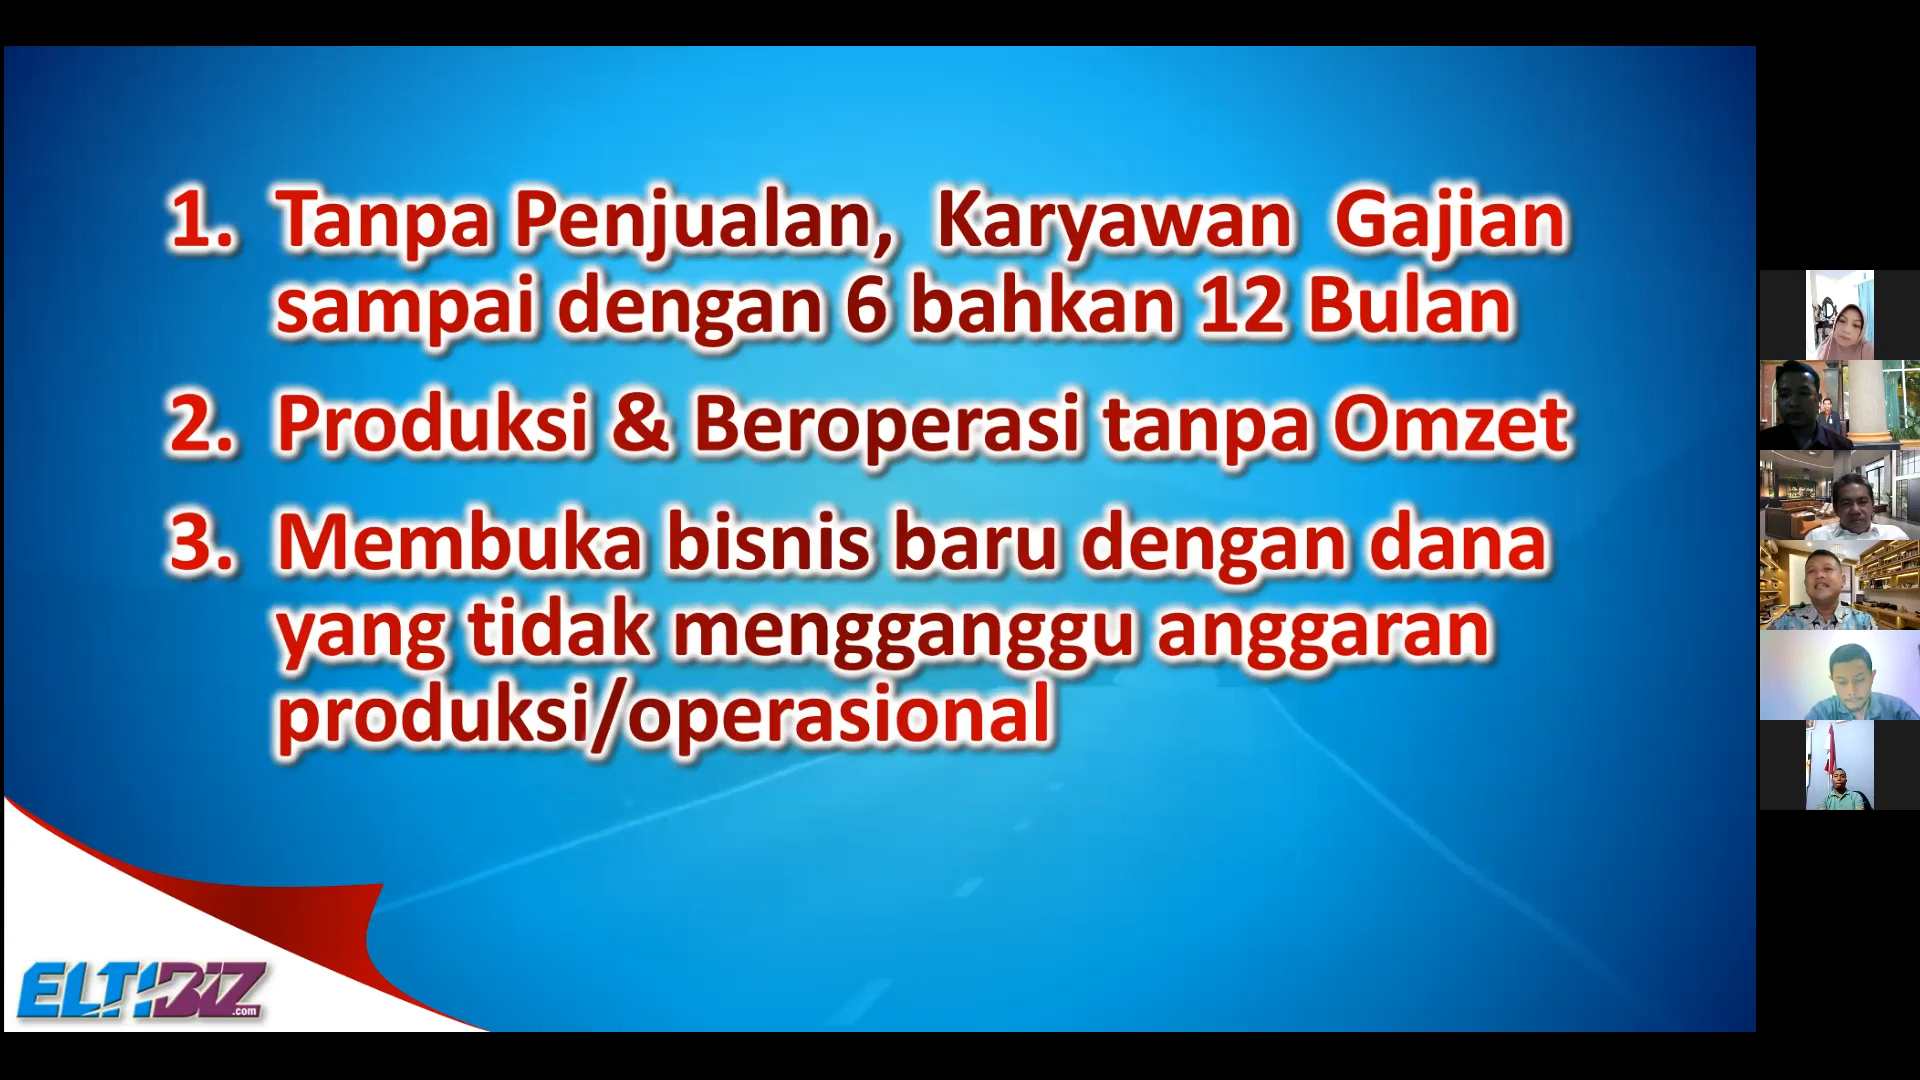 1. Tanpa Penjualan, Karyawan Gajian
sampai dengan 6 bahkan 12 Bulan
2. Produksi & Beroperasi tanpa Omzet
3. Membuka bisnis baru dengan dana
yang tidak mengganggu anggaran
produksi/operasional
ELTIBIZ
.com